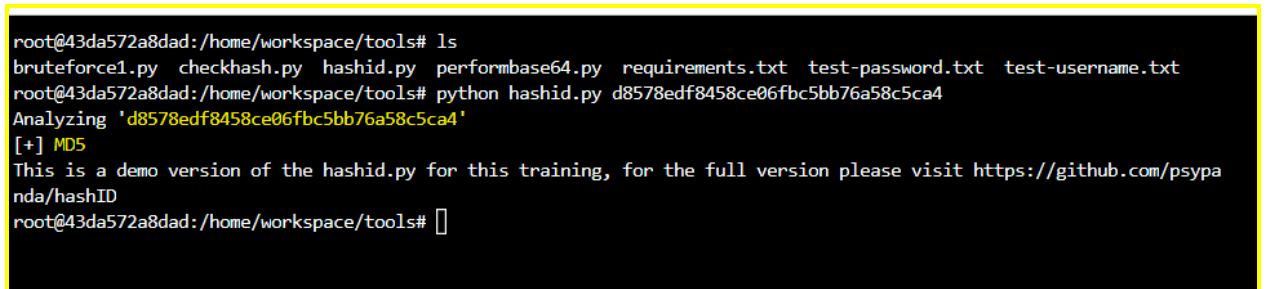 root@43da572a8dad:/home/workspace/tools# ls
bruteforce1.py  checkhash.py  hashid.py  performbase64.py  requirements.txt  test-password.txt  test-username.txt
root@43da572a8dad:/home/workspace/tools# python hashid.py d8578edf8458ce06fbc5bb76a58c5ca4
Analyzing 'd8578edf8458ce06fbc5bb76a58c5ca4'
[+] MD5
This is a demo version of the hashid.py for this training, for the full version please visit https://github.com/psypa
nda/hashID
root@43da572a8dad:/home/workspace/tools#